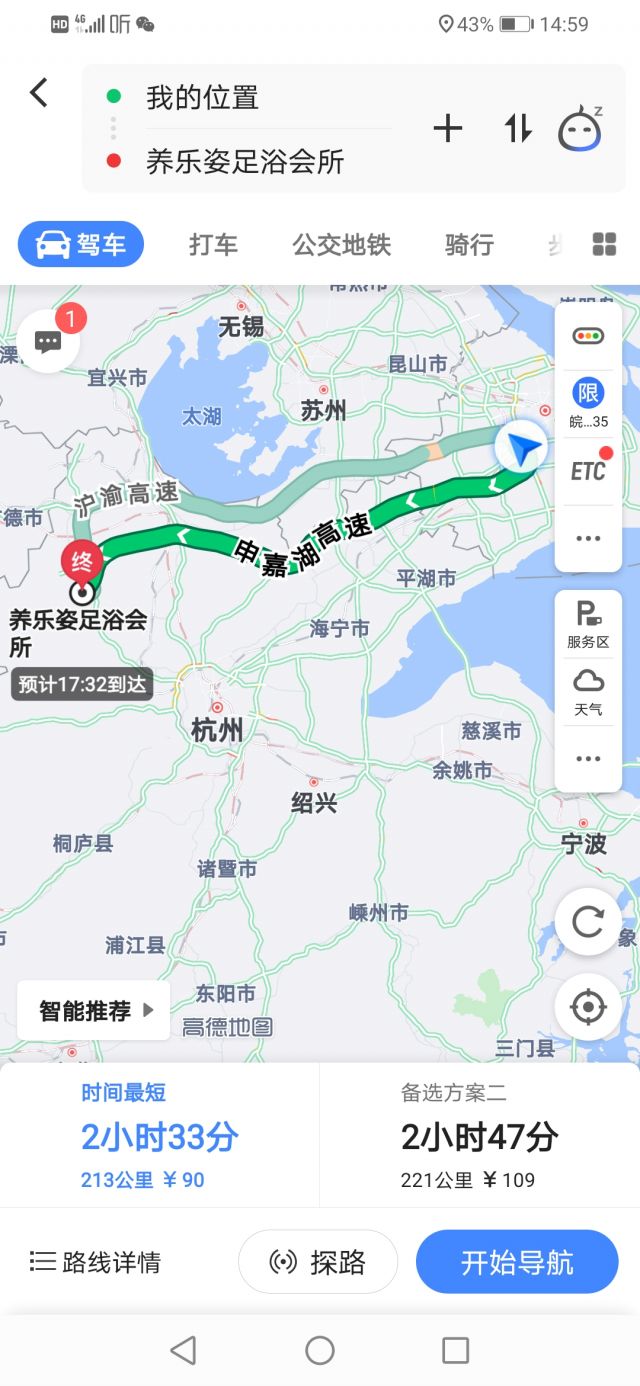 HD 4G 听 43% 14:59
我的位置
养乐姿足浴会所
驾车 打车 公交地铁 骑行
1
无锡
宜兴市
昆山市
限
太湖
苏州
皖...35
ETC
沪渝高速
德市
申嘉湖高速
终
平湖市
养乐姿足浴会
所
海宁市
服务区
预计17:32到达
天气
杭州
慈溪市
余姚市
绍兴
桐庐县
宁波
诸暨市
嵊州市
象
浦江县
智能推荐
东阳市
高德地图
三门县
时间最短
2小时33分
213公里 ¥90
备选方案二
2小时47分
221公里 ¥109
路线详情 探路 开始导航